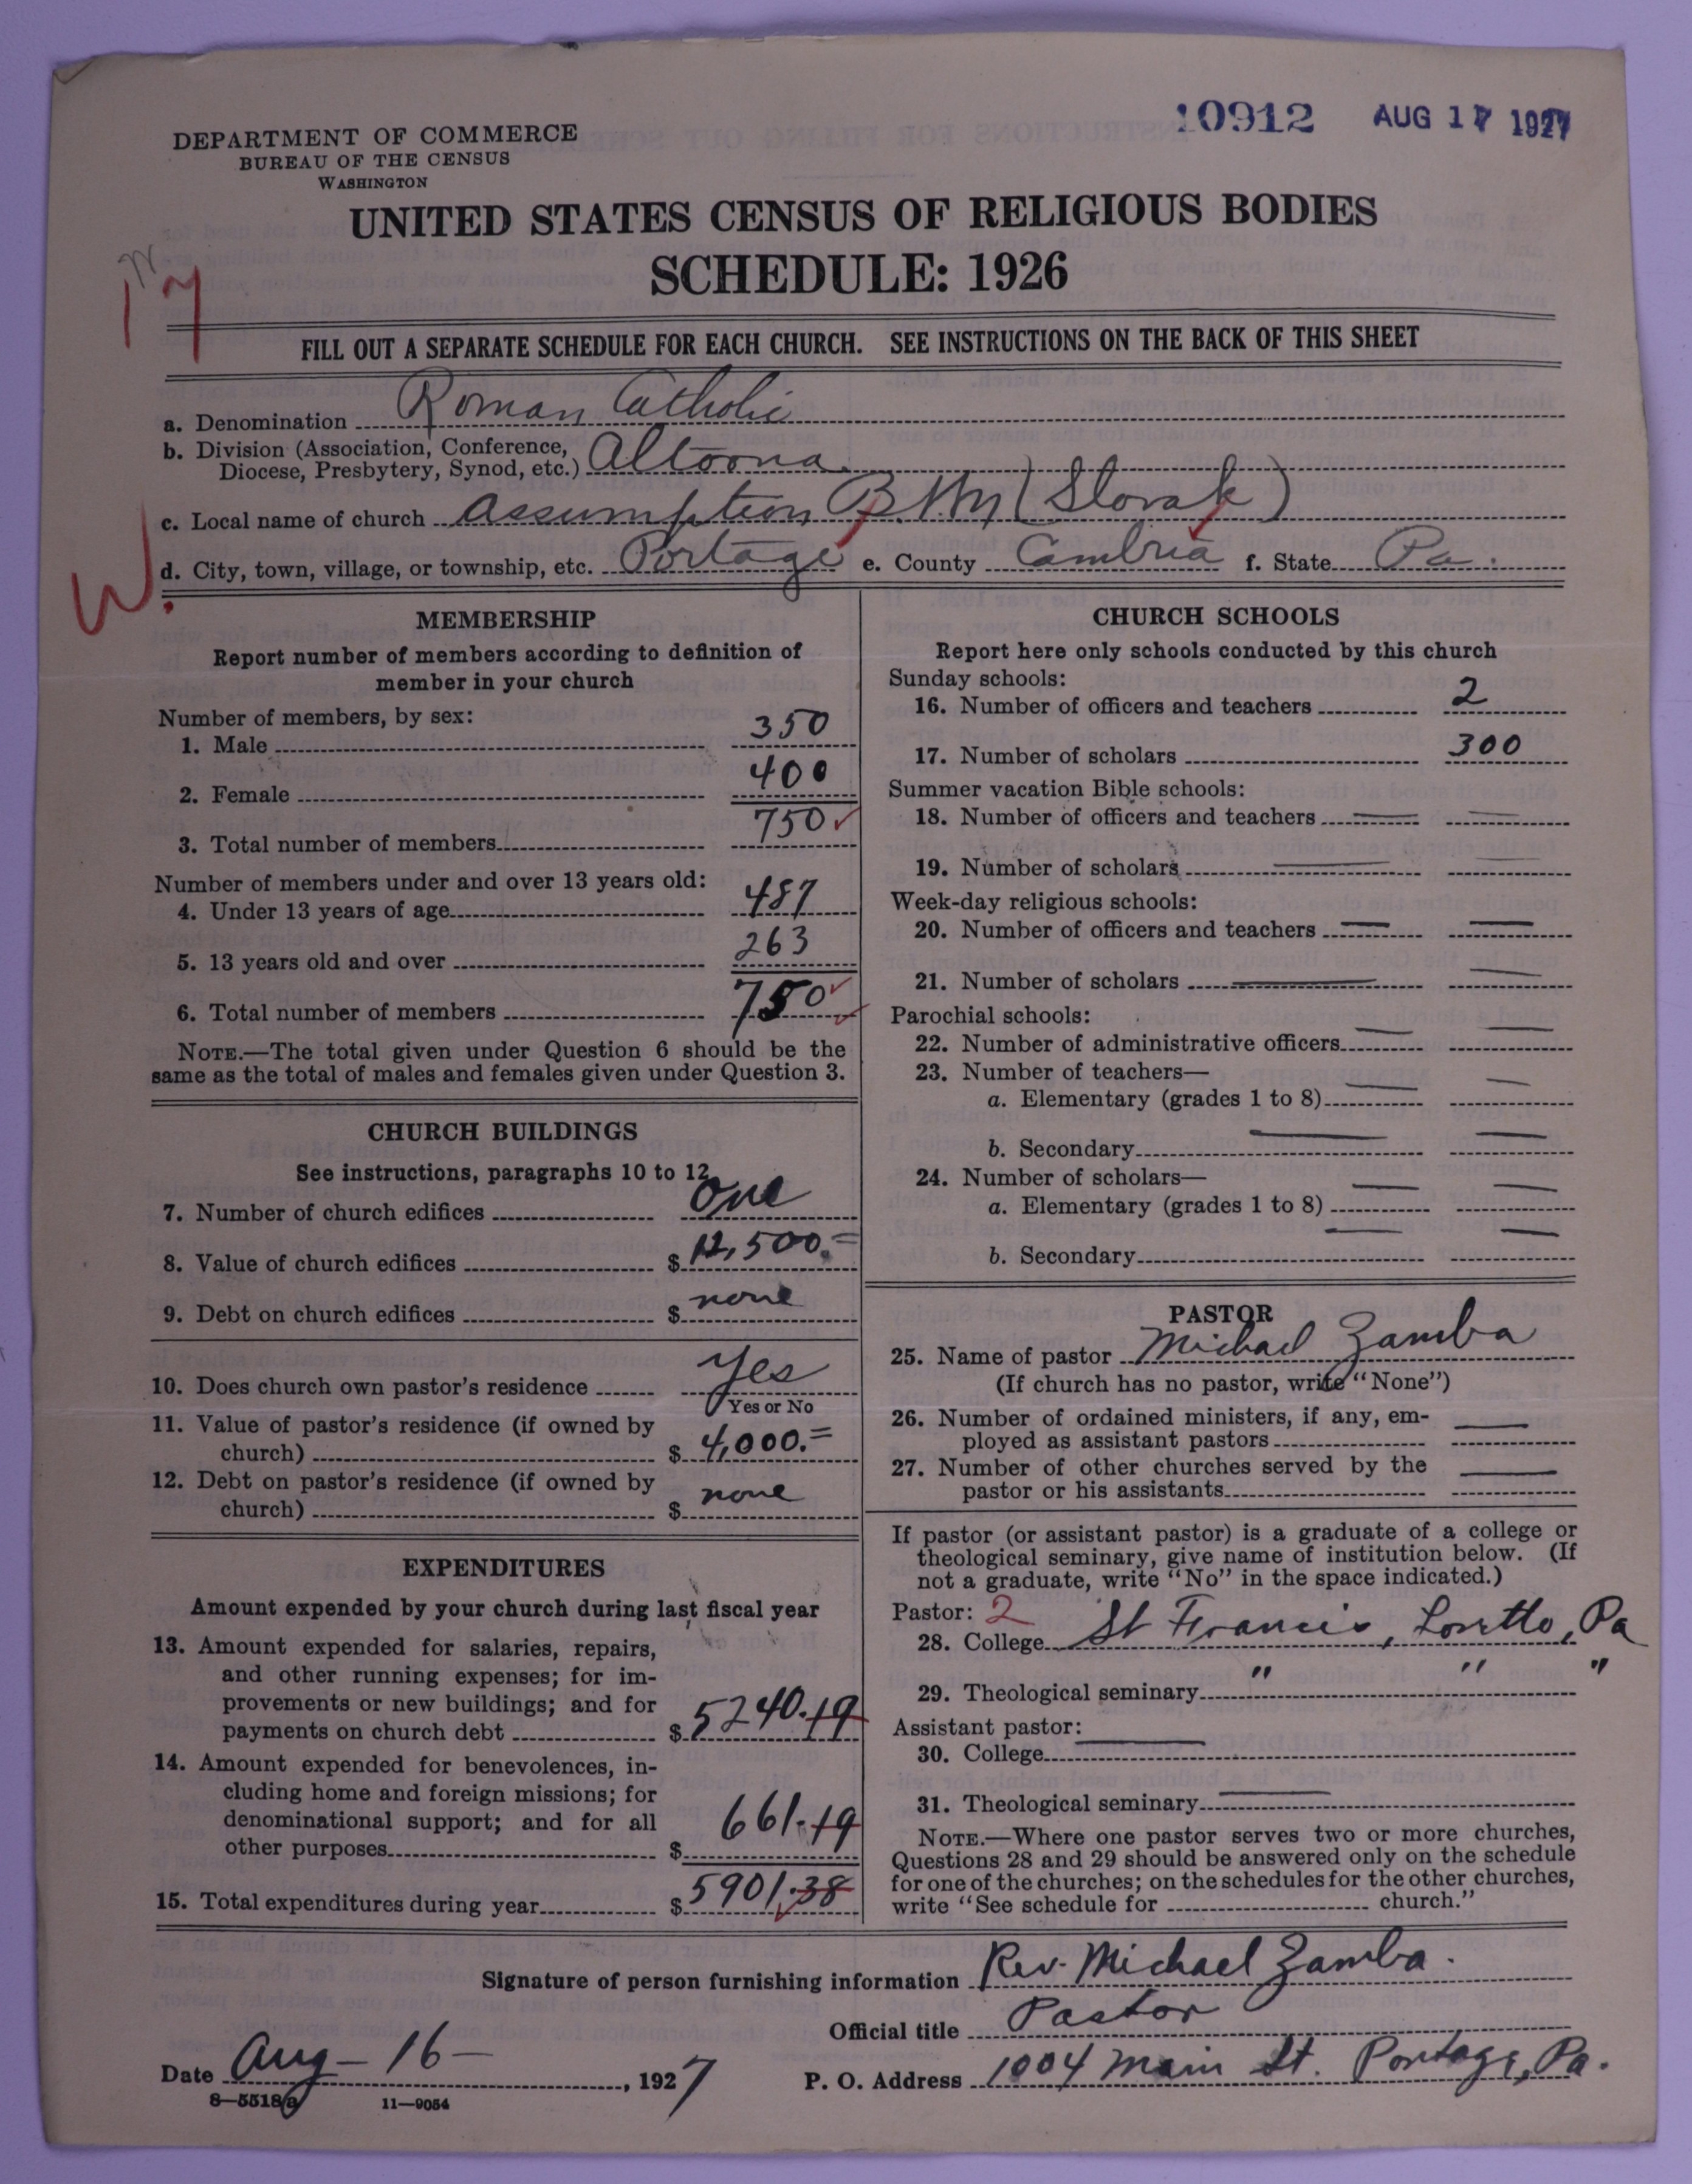 10912 AUG 17 1927
DEPARTMENT OF COMMERCE
BUREAU OF THE CENSUS
WASHINGTON
UNITED STATES CENSUS OF RELIGIOUS BODIES
SCHEDULE: 1926
17
FILL OUT A SEPARATE SCHEDULE FOR EACH CHURCH. SEE INSTRUCTIONS ON THE BACK OF THIS SHEET
a. Denomination Roman Catholic
b. Division (Association, Conference,
Diocese, Presbytery, Synod, etc.) Altoona
c. Local name of church Assumption B.V.M (Slovak)
W.
d. City, town, village, or township, etc. Portage e. County Cambria f. State Pa.
MEMBERSHIP
Report number of members according to definition of
member in your church
Number of members, by sex:
1. Male 350
2. Female 400
3. Total number of members 750
Number of members under and over 13 years old:
4. Under 13 years of age 487
5. 13 years old and over 263
6. Total number of members 750
NOTE.—The total given under Question 6 should be the
same as the total of males and females given under Question 3.
CHURCH BUILDINGS
See instructions, paragraphs 10 to 12
7. Number of church edifices One
8. Value of church edifices $ 12,500.=
9. Debt on church edifices $ none
10. Does church own pastor's residence Yes
Yes or No
11. Value of pastor's residence (if owned by
church) $ 4,000.=
12. Debt on pastor's residence (if owned by
church) $ none
EXPENDITURES
Amount expended by your church during last fiscal year
13. Amount expended for salaries, repairs,
and other running expenses; for im-
provements or new buildings; and for
payments on church debt $ 5240.19
14. Amount expended for benevolences, in-
cluding home and foreign missions; for
denominational support; and for all
other purposes $ 661.19
15. Total expenditures during year $ 5901.38
CHURCH SCHOOLS
Report here only schools conducted by this church
Sunday schools:
16. Number of officers and teachers 2
17. Number of scholars 300
Summer vacation Bible schools:
18. Number of officers and teachers
19. Number of scholars
Week-day religious schools:
20. Number of officers and teachers
21. Number of scholars
Parochial schools:
22. Number of administrative officers
23. Number of teachers—
a. Elementary (grades 1 to 8)
b. Secondary
24. Number of scholars—
a. Elementary (grades 1 to 8)
b. Secondary
PASTOR
25. Name of pastor Michael Zamba
(If church has no pastor, write "None")
26. Number of ordained ministers, if any, em-
ployed as assistant pastors
27. Number of other churches served by the
pastor or his assistants
If pastor (or assistant pastor) is a graduate of a college or
theological seminary, give name of institution below. (If
not a graduate, write "No" in the space indicated.)
Pastor: 2
28. College St Francis, Loretto, Pa
29. Theological seminary " " "
Assistant pastor:
30. College
31. Theological seminary
NOTE.—Where one pastor serves two or more churches,
Questions 28 and 29 should be answered only on the schedule
for one of the churches; on the schedules for the other churches,
write "See schedule for church."
Signature of person furnishing information Rev. Michael Zamba.
Official title Pastor
Date Aug - 16 - , 1927 P. O. Address 1004 Main St. Portage, Pa.
8—5518a 11—9054